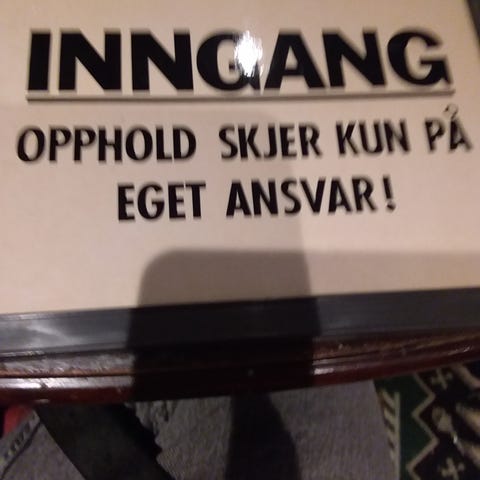 INNGANG
OPPHOLD SKJER KUN PÅ
EGET ANSVAR!